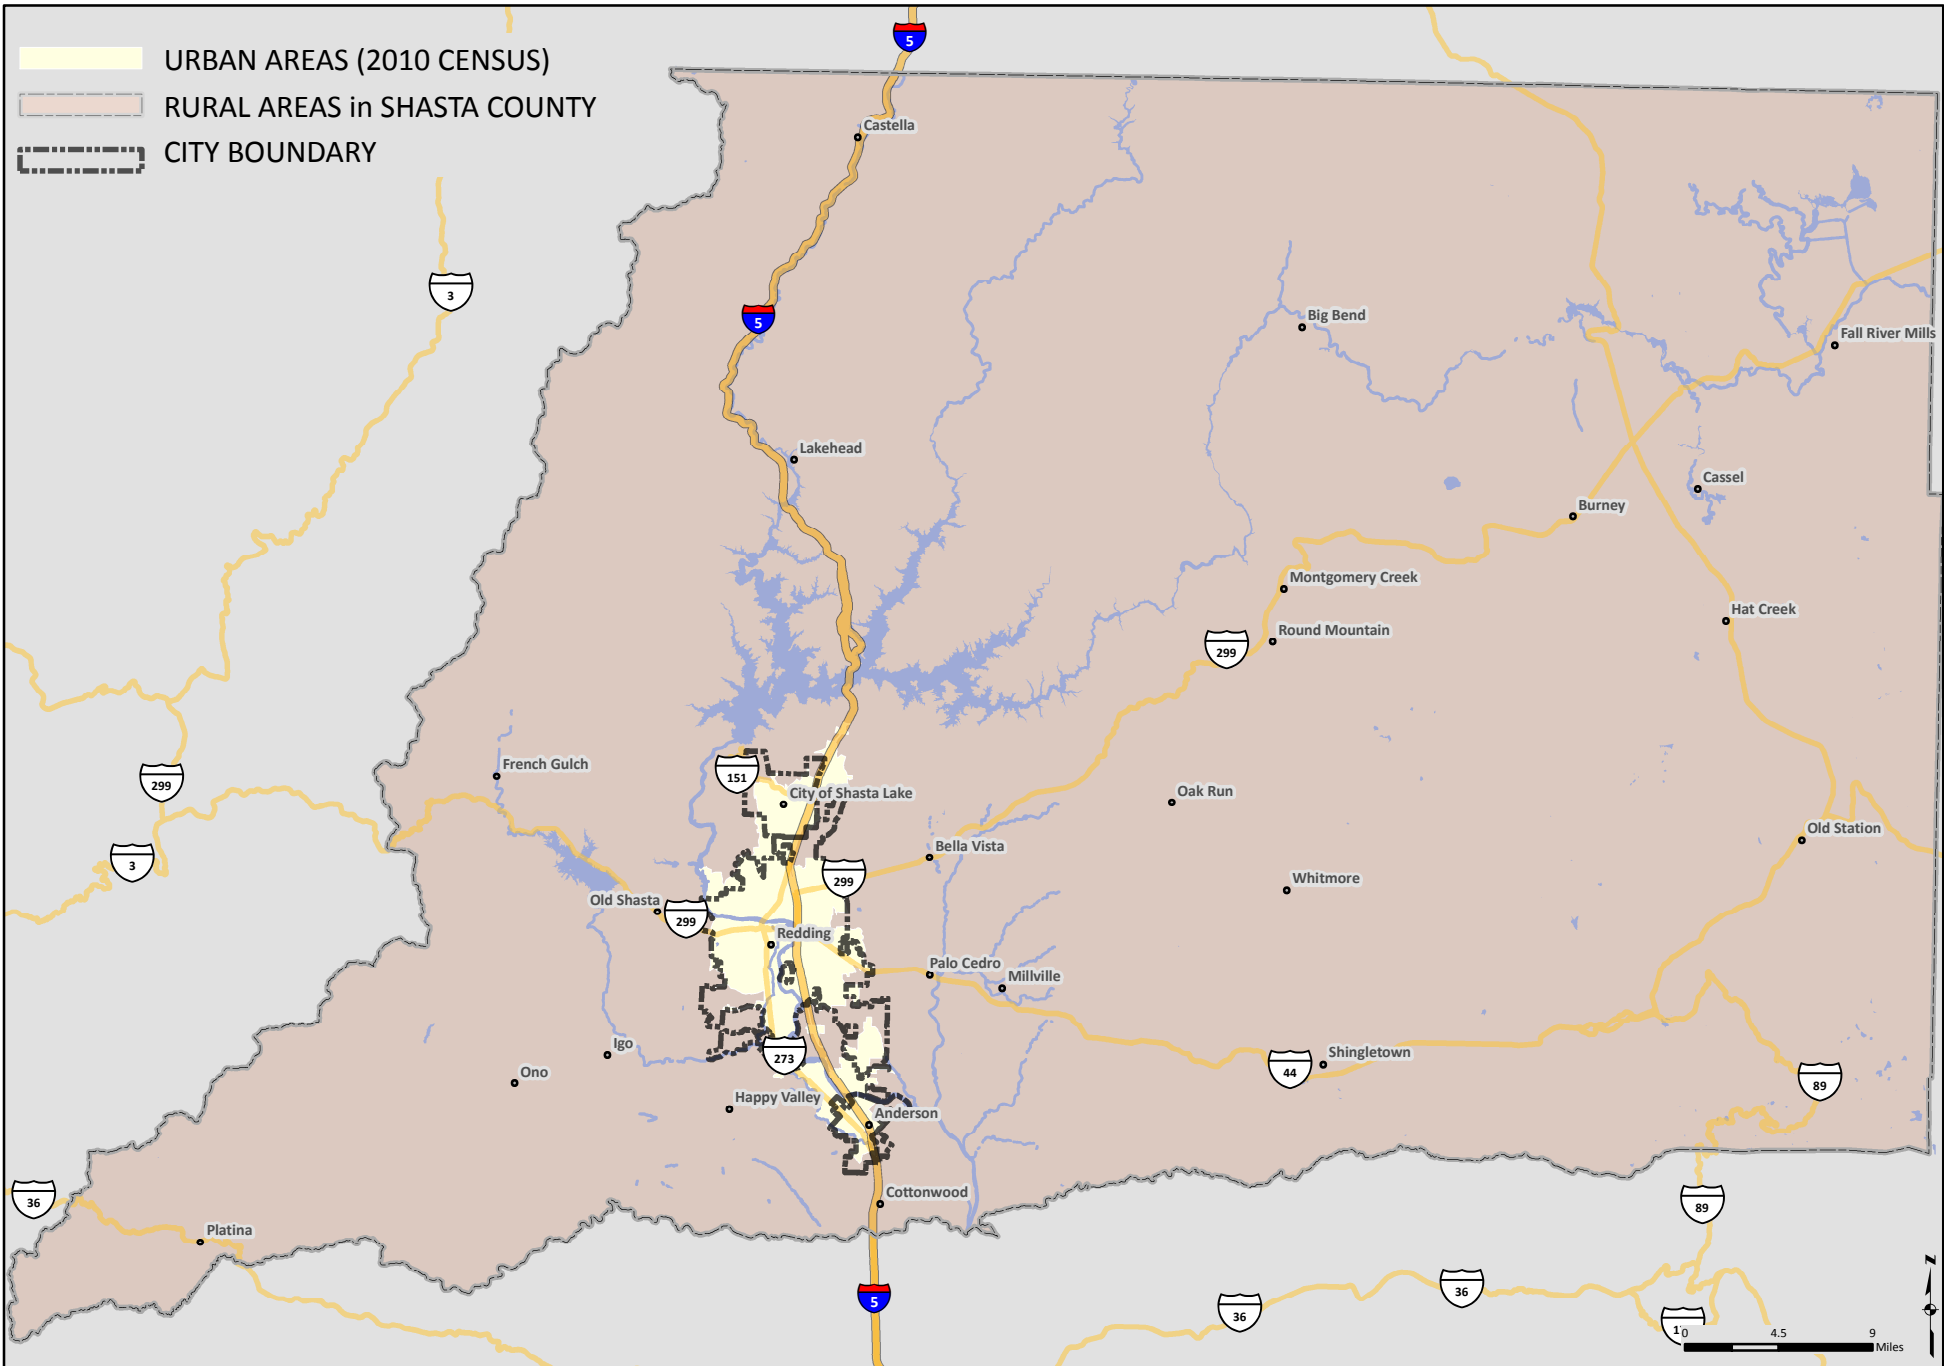 URBAN AREAS (2010 CENSUS)
RURAL AREAS in SHASTA COUNTY
CITY BOUNDARY
5
Castella
3
5
Big Bend
Fall River Mills
Lakehead
Cassel
Burney
Montgomery Creek
Hat Creek
Round Mountain
299
French Gulch
151
299
City of Shasta Lake
Oak Run
Old Station
Bella Vista
3
299
Whitmore
Old Shasta
299
Redding
Palo Cedro
Millville
Igo
273
Shingletown
44
Ono
89
Happy Valley
Anderson
Cottonwood
36
89
Platina
36
5
36
N
0 4.5 9
Miles